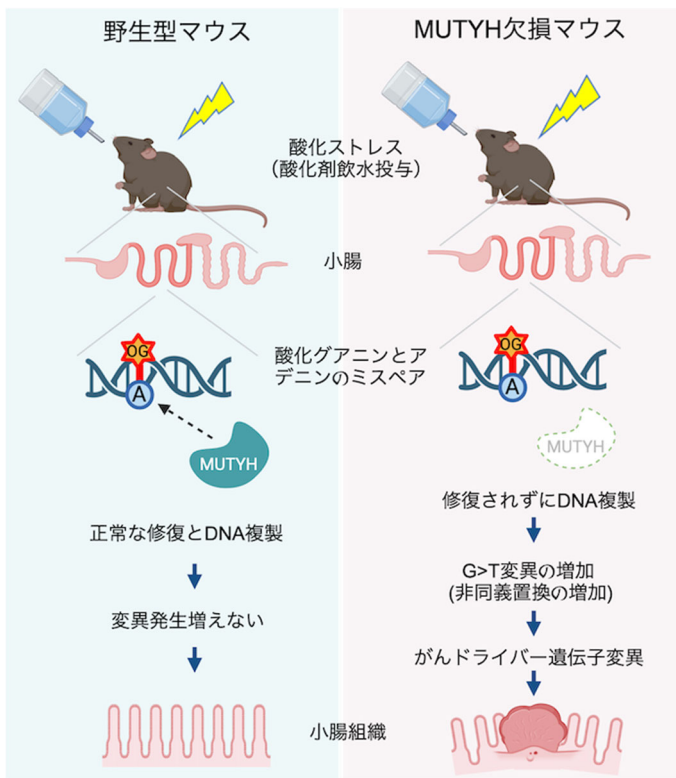 野生型マウス
MUTYH欠損マウス
酸化ストレス
（酸化剤飲水投与）
小腸
OG
A
酸化グアニンとア
デニンのミスペア
OG
A
MUTYH
MUTYH
正常な修復とDNA複製
変異発生増えない
修復されずにDNA複製
G>T変異の増加
(非同義置換の増加)
がんドライバー遺伝子変異
小腸組織